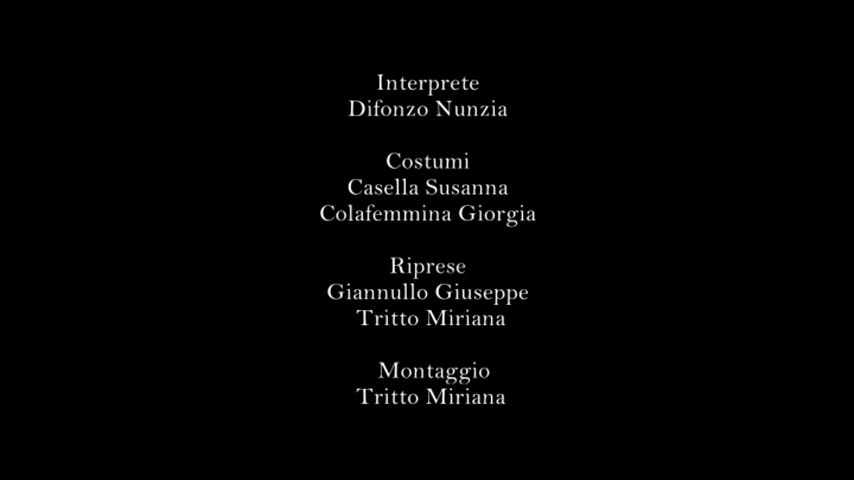 Interprete
Difonzo Nunzia
Costumi
Casella Susanna
Colafemmina Giorgia
Riprese
Giannullo Giuseppe
Tritto Miriana
Montaggio
Tritto Miriana